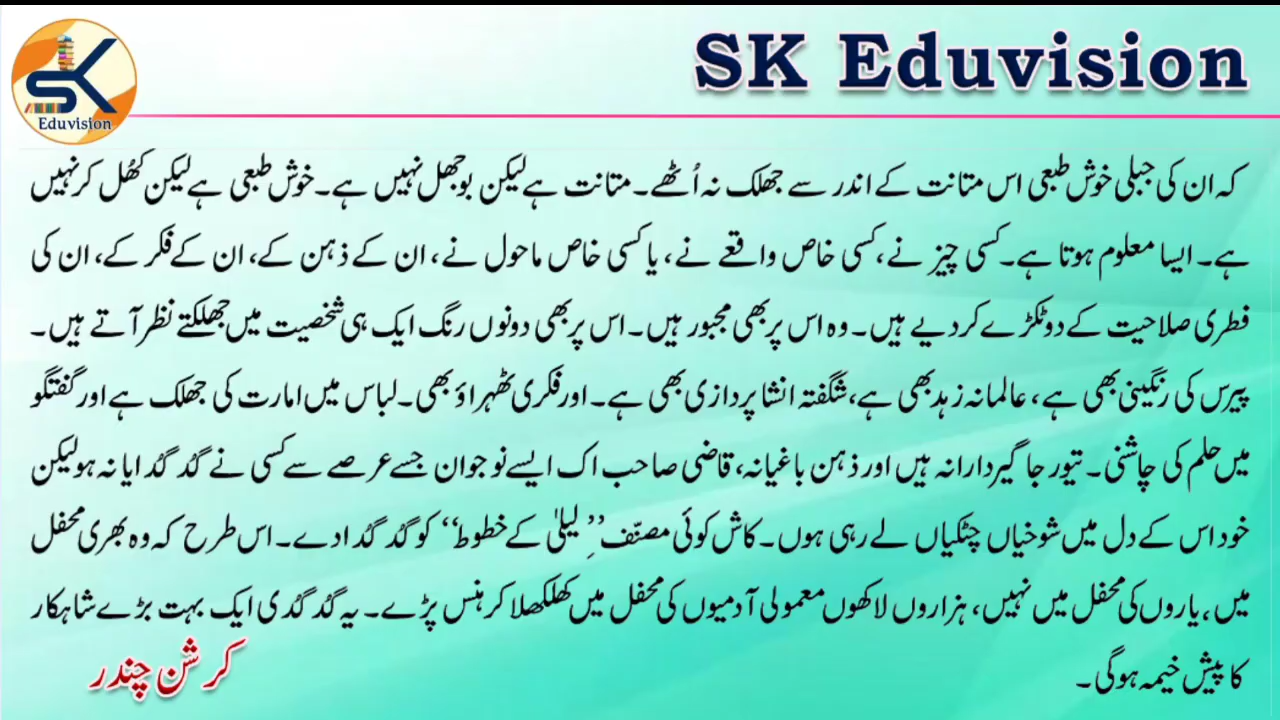 SK Eduvision
SK
Eduvision
کہ ان کی جبلی خوش طبعی اس متانت کے اندر سے جھلک نہ اُٹھے۔ متانت ہے لیکن بوجھل نہیں ہے۔ خوش طبعی ہے لیکن کھُل کر نہیں
ہے۔ ایسا معلوم ہوتا ہے۔ کسی چیز نے، کسی خاص واقعے نے، یا کسی خاص ماحول نے، ان کے ذہن کے، ان کے فکر کے، ان کی
فطری صلاحیت کے دو ٹکڑے کر دیے ہیں۔ وہ اس پر بھی مجبور ہیں۔ اس پر بھی دونوں رنگ ایک ہی شخصیت میں جھلکتے نظر آتے ہیں۔
پیرس کی رنگینی بھی ہے، عالمانہ زہد بھی ہے، شگفتہ انشا پردازی بھی ہے۔ اور فکری ٹھہراؤ بھی۔ لباس میں امارت کی جھلک ہے اور گفتگو
میں حلم کی چاشنی۔ تیور جاگیردارانہ ہیں اور ذہن باغیانہ، قاضی صاحب اک ایسے نوجوان جسے عرصے سے کسی نے گُد گُدایا نہ ہو لیکن
خود اس کے دل میں شوخیاں چٹکیاں لے رہی ہوں۔ کاش کوئی مصنّفِ ’’لیلیٰ کے خطوط‘‘ کو گُد گُدا دے۔ اس طرح کہ وہ بھری محفل
میں، یاروں کی محفل میں نہیں، ہزاروں لاکھوں معمولی آدمیوں کی محفل میں کھلکھلا کر ہنس پڑے۔ یہ گُد گُدی ایک بہت بڑے شاہکار
کا پیش خیمہ ہوگی۔
کرشن چندر